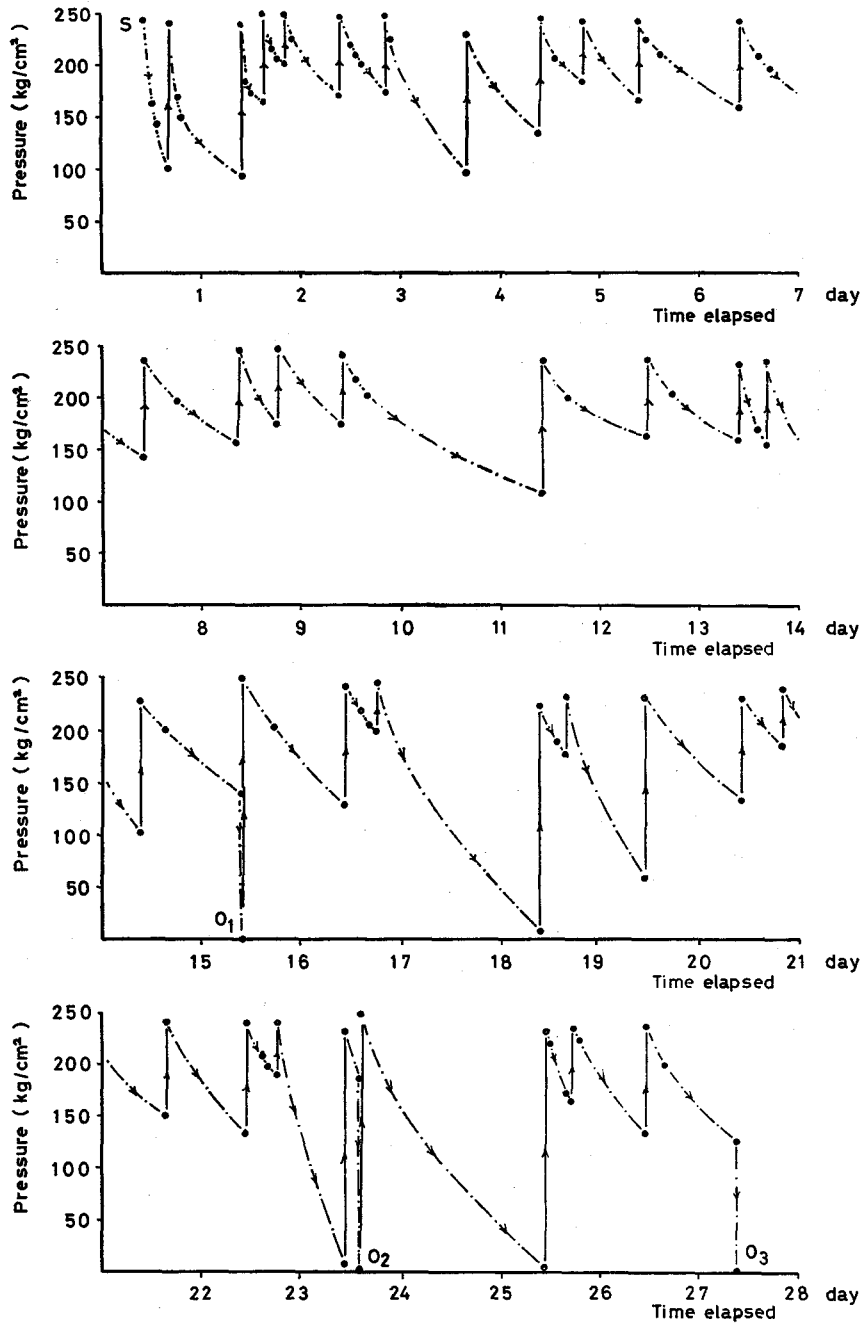 Pressure (kg/cm²)
250
200
150
100
50
S
1 2 3 4 5 6 7 day
Time elapsed
Pressure (kg/cm²)
250
200
150
100
50
8 9 10 11 12 13 14 day
Time elapsed
Pressure (kg/cm²)
250
200
150
100
50
O₁
15 16 17 18 19 20 21 day
Time elapsed
Pressure (kg/cm²)
250
200
150
100
50
O₂
O₃
22 23 24 25 26 27 28 day
Time elapsed